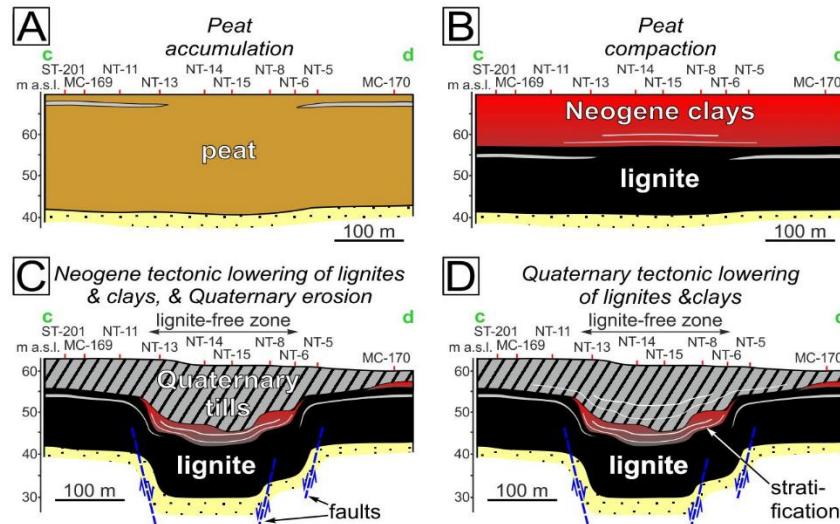 A
Peat
accumulation
c
d
ST-201 NT-11 NT-14 NT-8 NT-5
MC-169 NT-13 NT-15 NT-6 MC-170
m a.s.l.
60
50
40
peat
100 m
B
Peat
compaction
c
d
ST-201 NT-11 NT-14 NT-8 NT-5
MC-169 NT-13 NT-15 NT-6 MC-170
m a.s.l.
60
50
40
Neogene clays
lignite
100 m
C
Neogene tectonic lowering of lignites
& clays, & Quaternary erosion
c
d
lignite-free zone
ST-201 NT-11 NT-14 NT-8 NT-5
MC-169 NT-13 NT-15 NT-6 MC-170
m a.s.l.
60
50
40
30
Quaternary
tills
lignite
100 m
faults
D
Quaternary tectonic lowering
of lignites &clays
c
d
lignite-free zone
ST-201 NT-11 NT-14 NT-8 NT-5
MC-169 NT-13 NT-15 NT-6 MC-170
m a.s.l.
60
50
40
30
100 m
strati-
fication